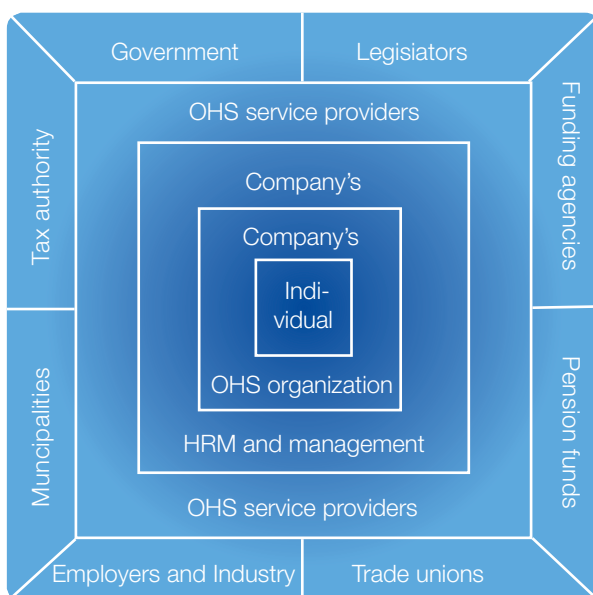 Government
Legisiators
Tax authority
Funding agencies
OHS service providers
Company's
Company's
Indi-
vidual
OHS organization
HRM and management
OHS service providers
Muncipalities
Pension funds
Employers and Industry
Trade unions